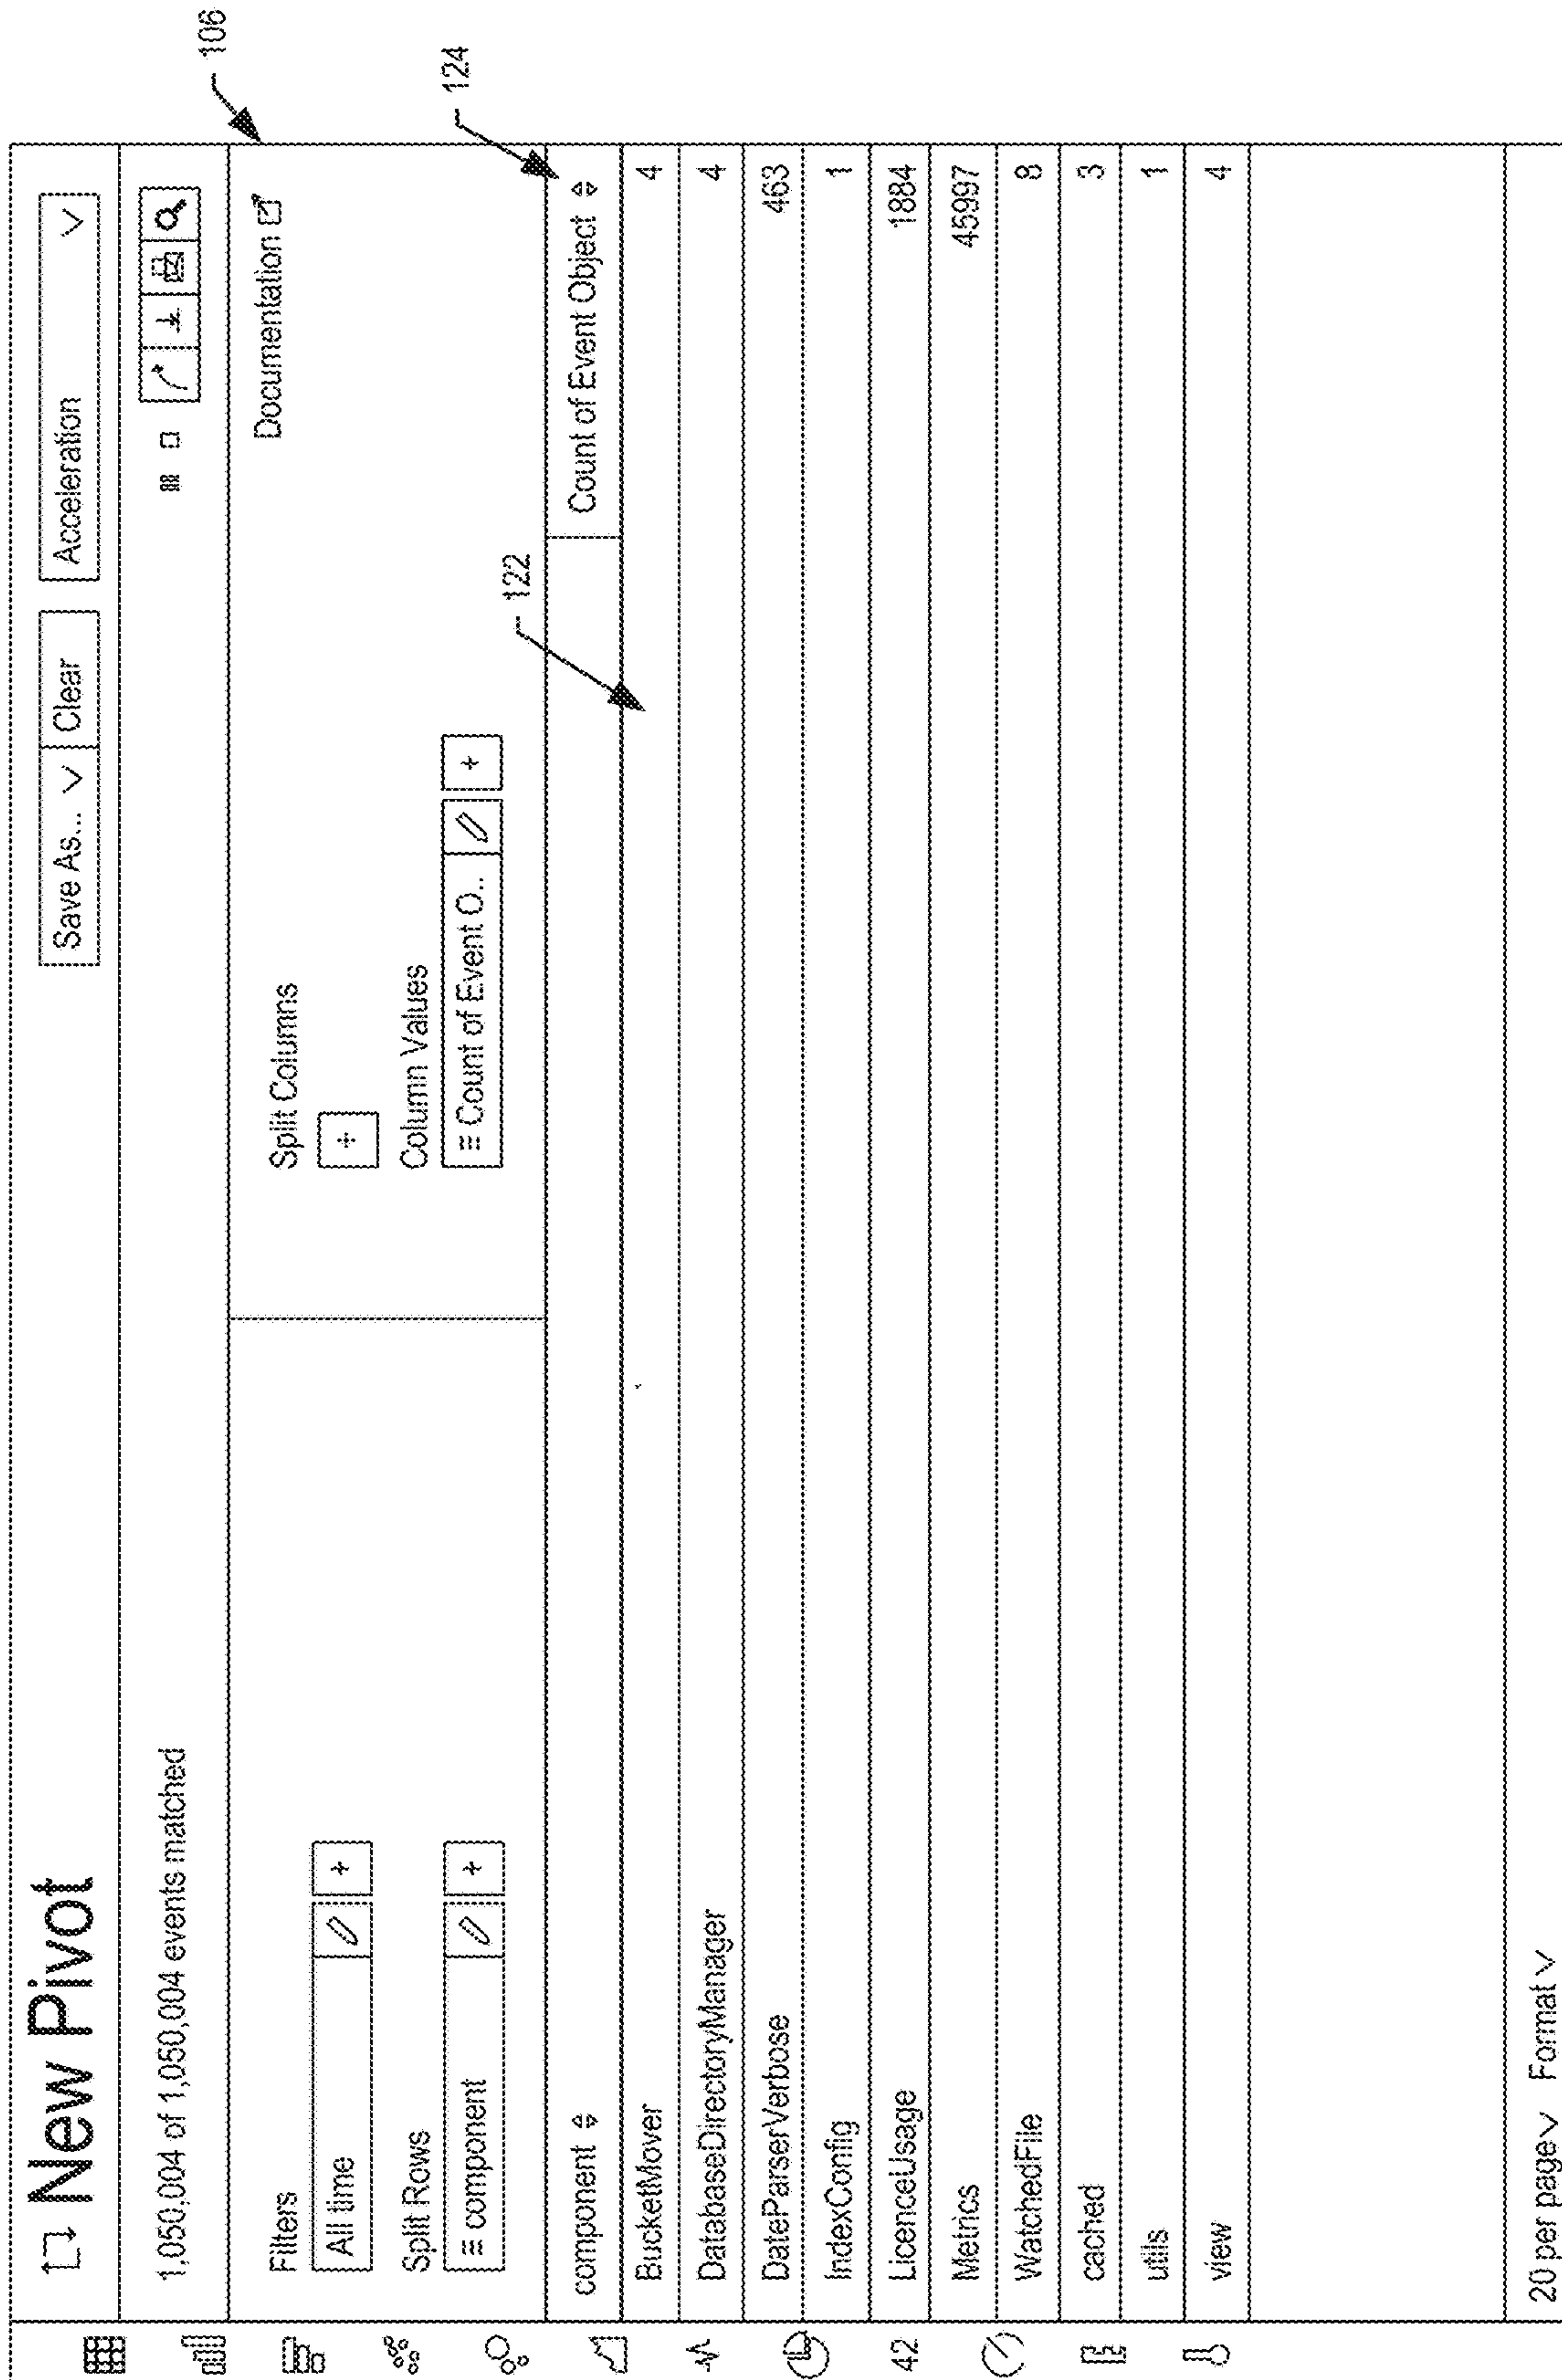 New Pivot
Save As... Clear Acceleration
1,050,004 of 1,050,004 events matched
106
Documentation
Filters
All time +
Split Columns
+
Split Rows
≡ component +
Column Values
≡ Count of Event O.. +
124
122
component Count of Event Object
BucketMover 4
DatabaseDirectoryManager 4
DateParserVerbose 463
IndexConfig 1
LicenceUsage 1884
42
Metrics 45997
WatchedFile 8
cached 3
utils 1
view 4
20 per page Format